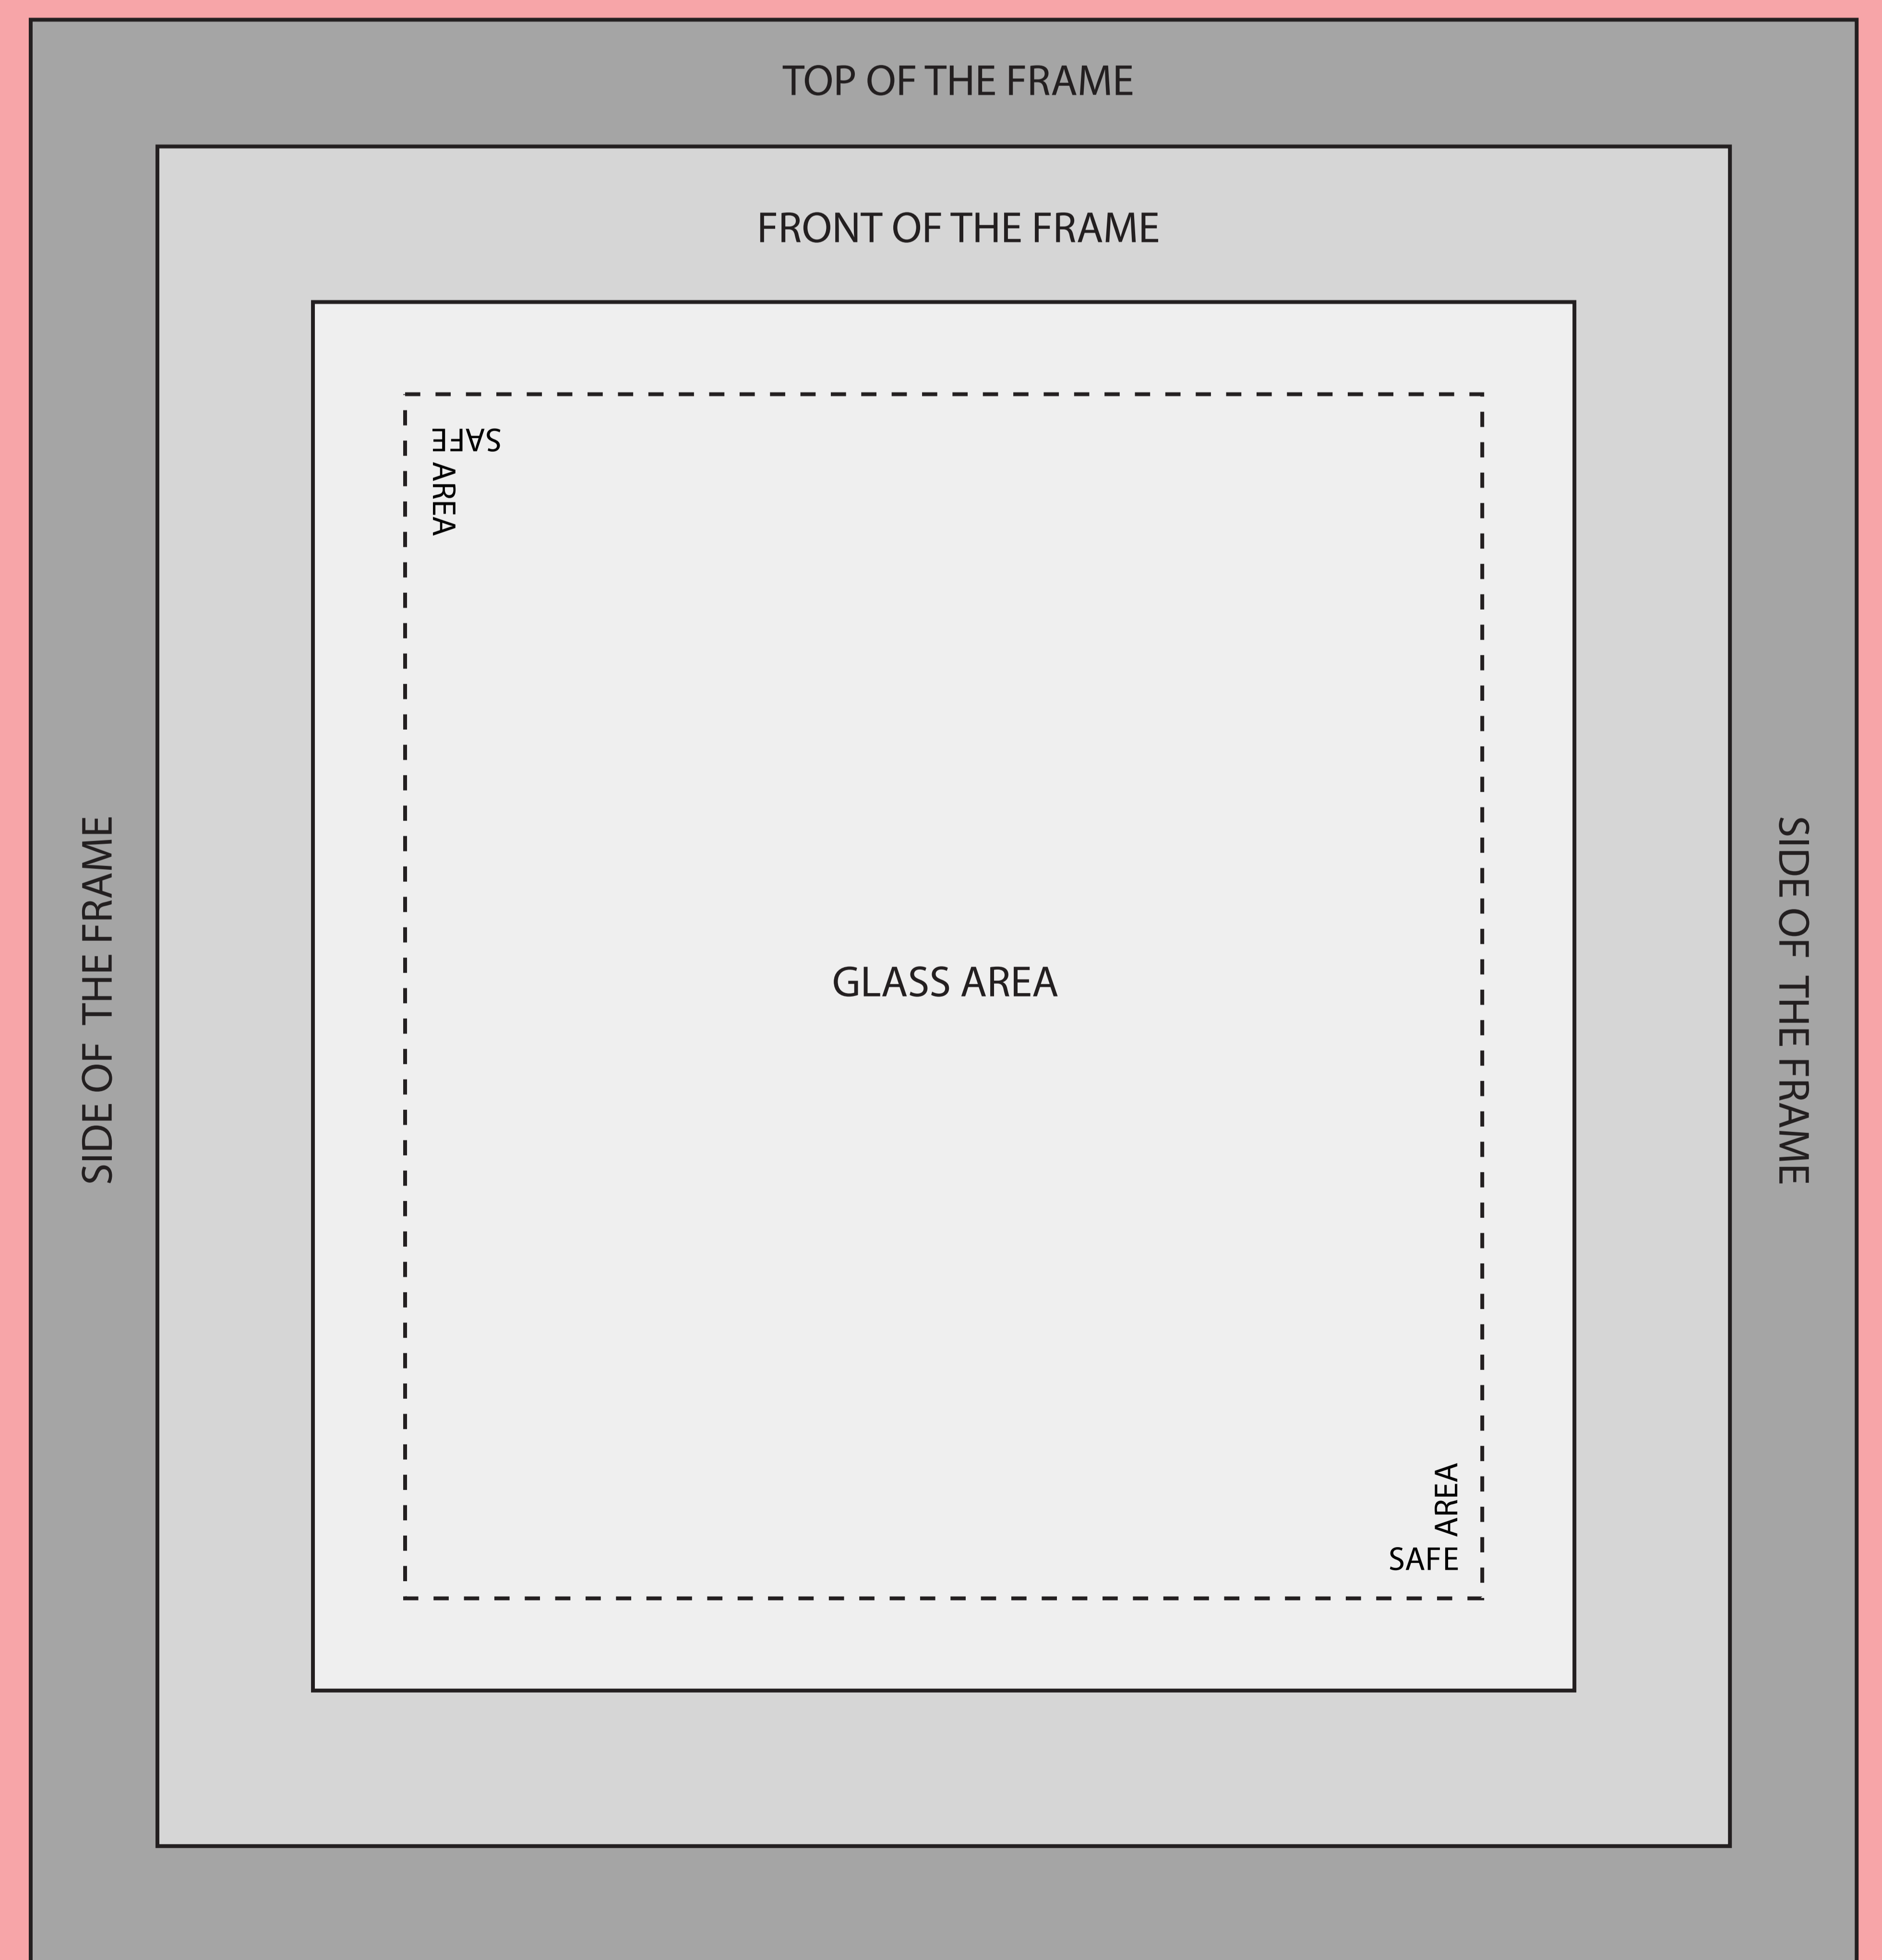 TOP OF THE FRAME
FRONT OF THE FRAME
SAFE
AREA
SIDE OF THE FRAME
SIDE OF THE FRAME
GLASS AREA
AREA
SAFE